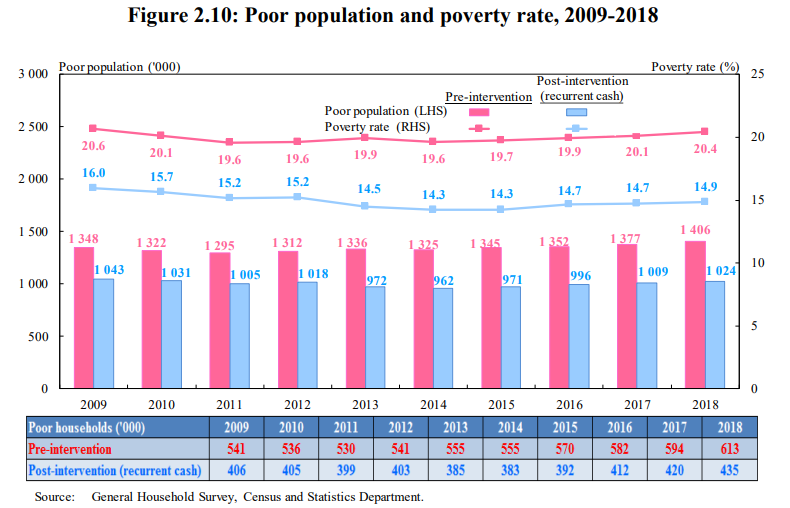 Figure 2.10: Poor population and poverty rate, 2009-2018
Poor population ('000)
Poverty rate (%)
3 000
25
Post-intervention
Pre-intervention (recurrent cash)
Poor population (LHS)
Poverty rate (RHS)
2 500
20
20.6 20.1 19.6 19.6 19.9 19.6 19.7 19.9 20.1 20.4
2 000
16.0 15.7 15.2 15.2 14.5 14.3 14.3 14.7 14.7 14.9
15
1 500
1 348 1 322 1 295 1 312 1 336 1 325 1 345 1 352 1 377 1 406
10
1 043 1 031 1 005 1 018 972 962 971 996 1 009 1 024
1 000
500
5
0
0
2009 2010 2011 2012 2013 2014 2015 2016 2017 2018
Poor households ('000) 2009 2010 2011 2012 2013 2014 2015 2016 2017 2018
Pre-intervention 541 536 530 541 555 555 570 582 594 613
Post-intervention (recurrent cash) 406 405 399 403 385 383 392 412 420 435
Source: General Household Survey, Census and Statistics Department.